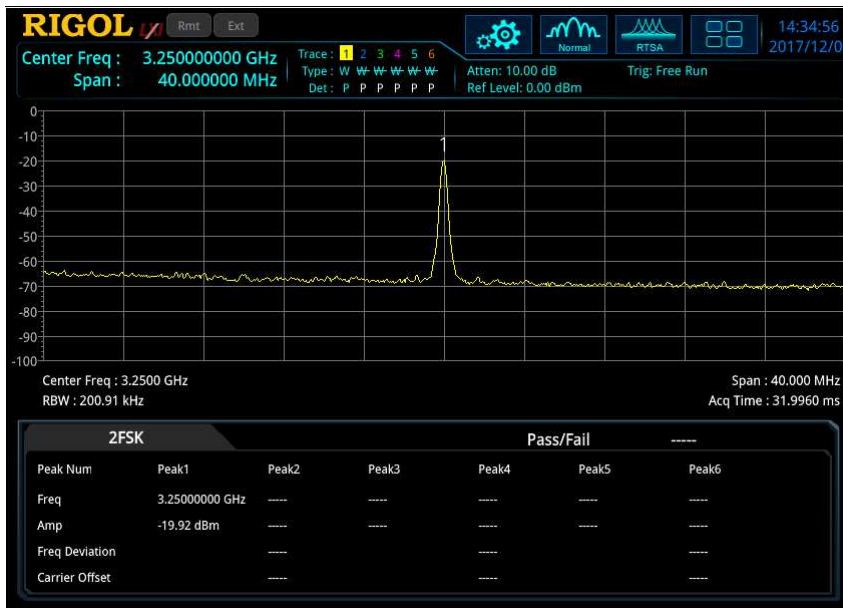 RIGOL LXI Rmt Ext
Normal RTSA 14:34:56
2017/12/0
Center Freq : 3.250000000 GHz
Span : 40.000000 MHz
Trace : 1 2 3 4 5 6
Type : W W W W W W
Det : P P P P P P
Atten: 10.00 dB Trig: Free Run
Ref Level: 0.00 dBm
0
-10
1
-20
-30
-40
-50
-60
-70
-80
-90
-100
Center Freq : 3.2500 GHz Span : 40.000 MHz
RBW : 200.91 kHz Acq Time : 31.9960 ms
2FSK Pass/Fail -----
Peak Num Peak1 Peak2 Peak3 Peak4 Peak5 Peak6
Freq 3.25000000 GHz ----- ----- ----- ----- -----
Amp -19.92 dBm ----- ----- ----- ----- -----
Freq Deviation ----- ----- -----
Carrier Offset ----- ----- -----